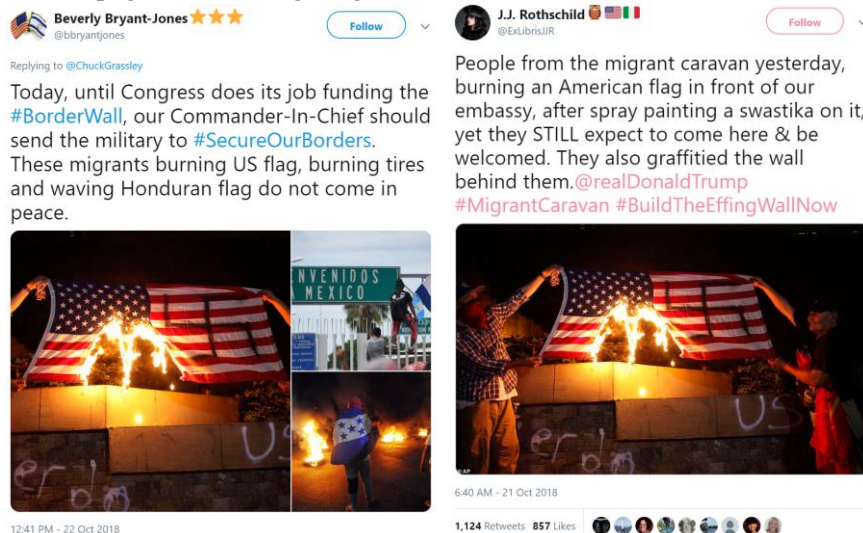 Beverly Bryant-Jones
@bbryantjones
Follow
Replying to @ChuckGrassley
Today, until Congress does its job funding the
#BorderWall, our Commander-In-Chief should
send the military to #SecureOurBorders.
These migrants burning US flag, burning tires
and waving Honduran flag do not come in
peace.
NVENIDOS
MEXICO
US
12:41 PM - 22 Oct 2018
J.J. Rothschild
@ExLibrisJJR
Follow
People from the migrant caravan yesterday,
burning an American flag in front of our
embassy, after spray painting a swastika on it,
yet they STILL expect to come here & be
welcomed. They also graffitied the wall
behind them.@realDonaldTrump
#MigrantCaravan #BuildTheEffingWallNow
US
AP
6:40 AM - 21 Oct 2018
1,124 Retweets 857 Likes